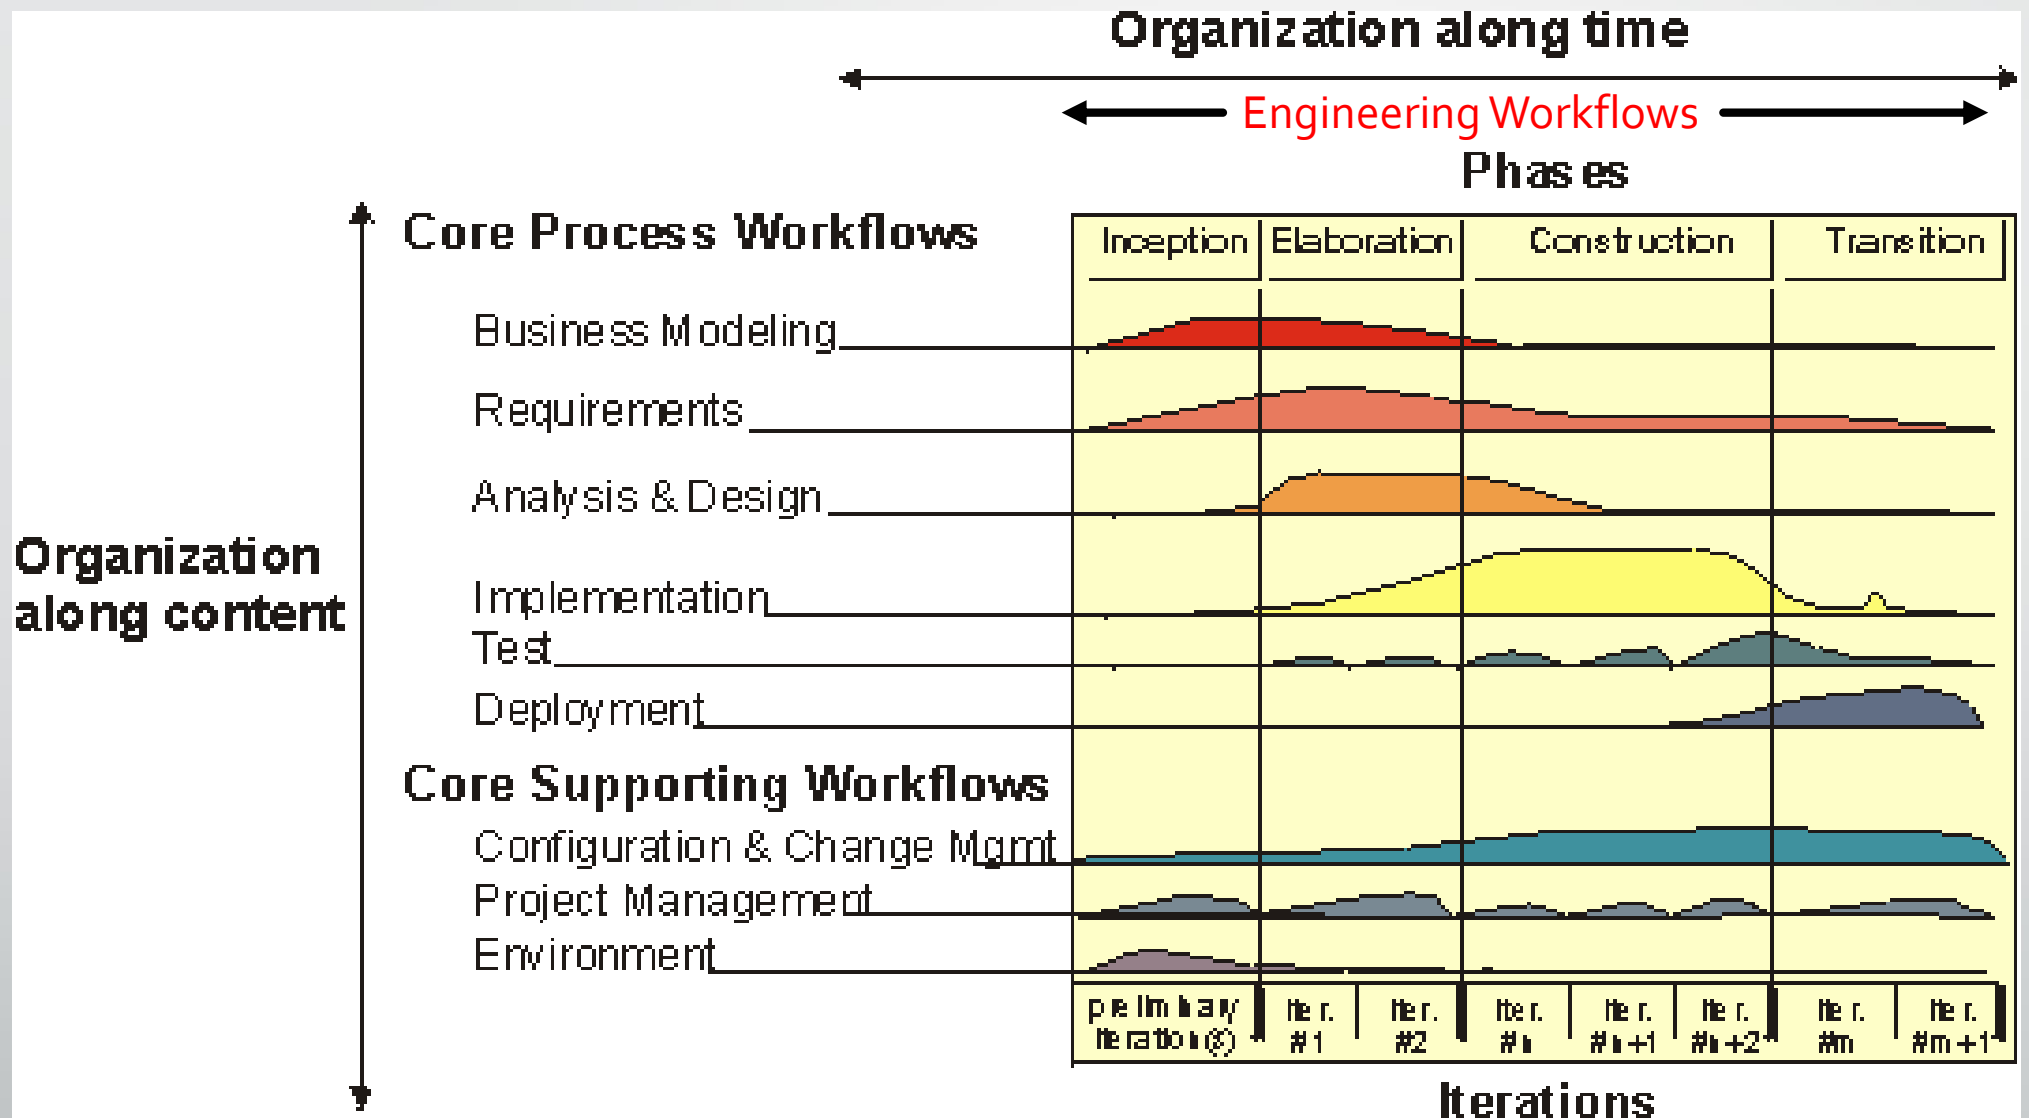 Organization along time
Engineering Workflows
Phases
Core Process Workflows
Inception Elaboration Construction Transition
Business Modeling
Requirements
Analysis & Design
Organization
along content
Implementation
Test
Deployment
Core Supporting Workflows
Configuration & Change Mgmt
Project Management
Environment
preliminary
iteration(s)
Iter.
#1
Iter.
#2
Iter.
#n
Iter.
#n+1
Iter.
#n+2
Iter.
#m
Iter.
#m+1
Iterations